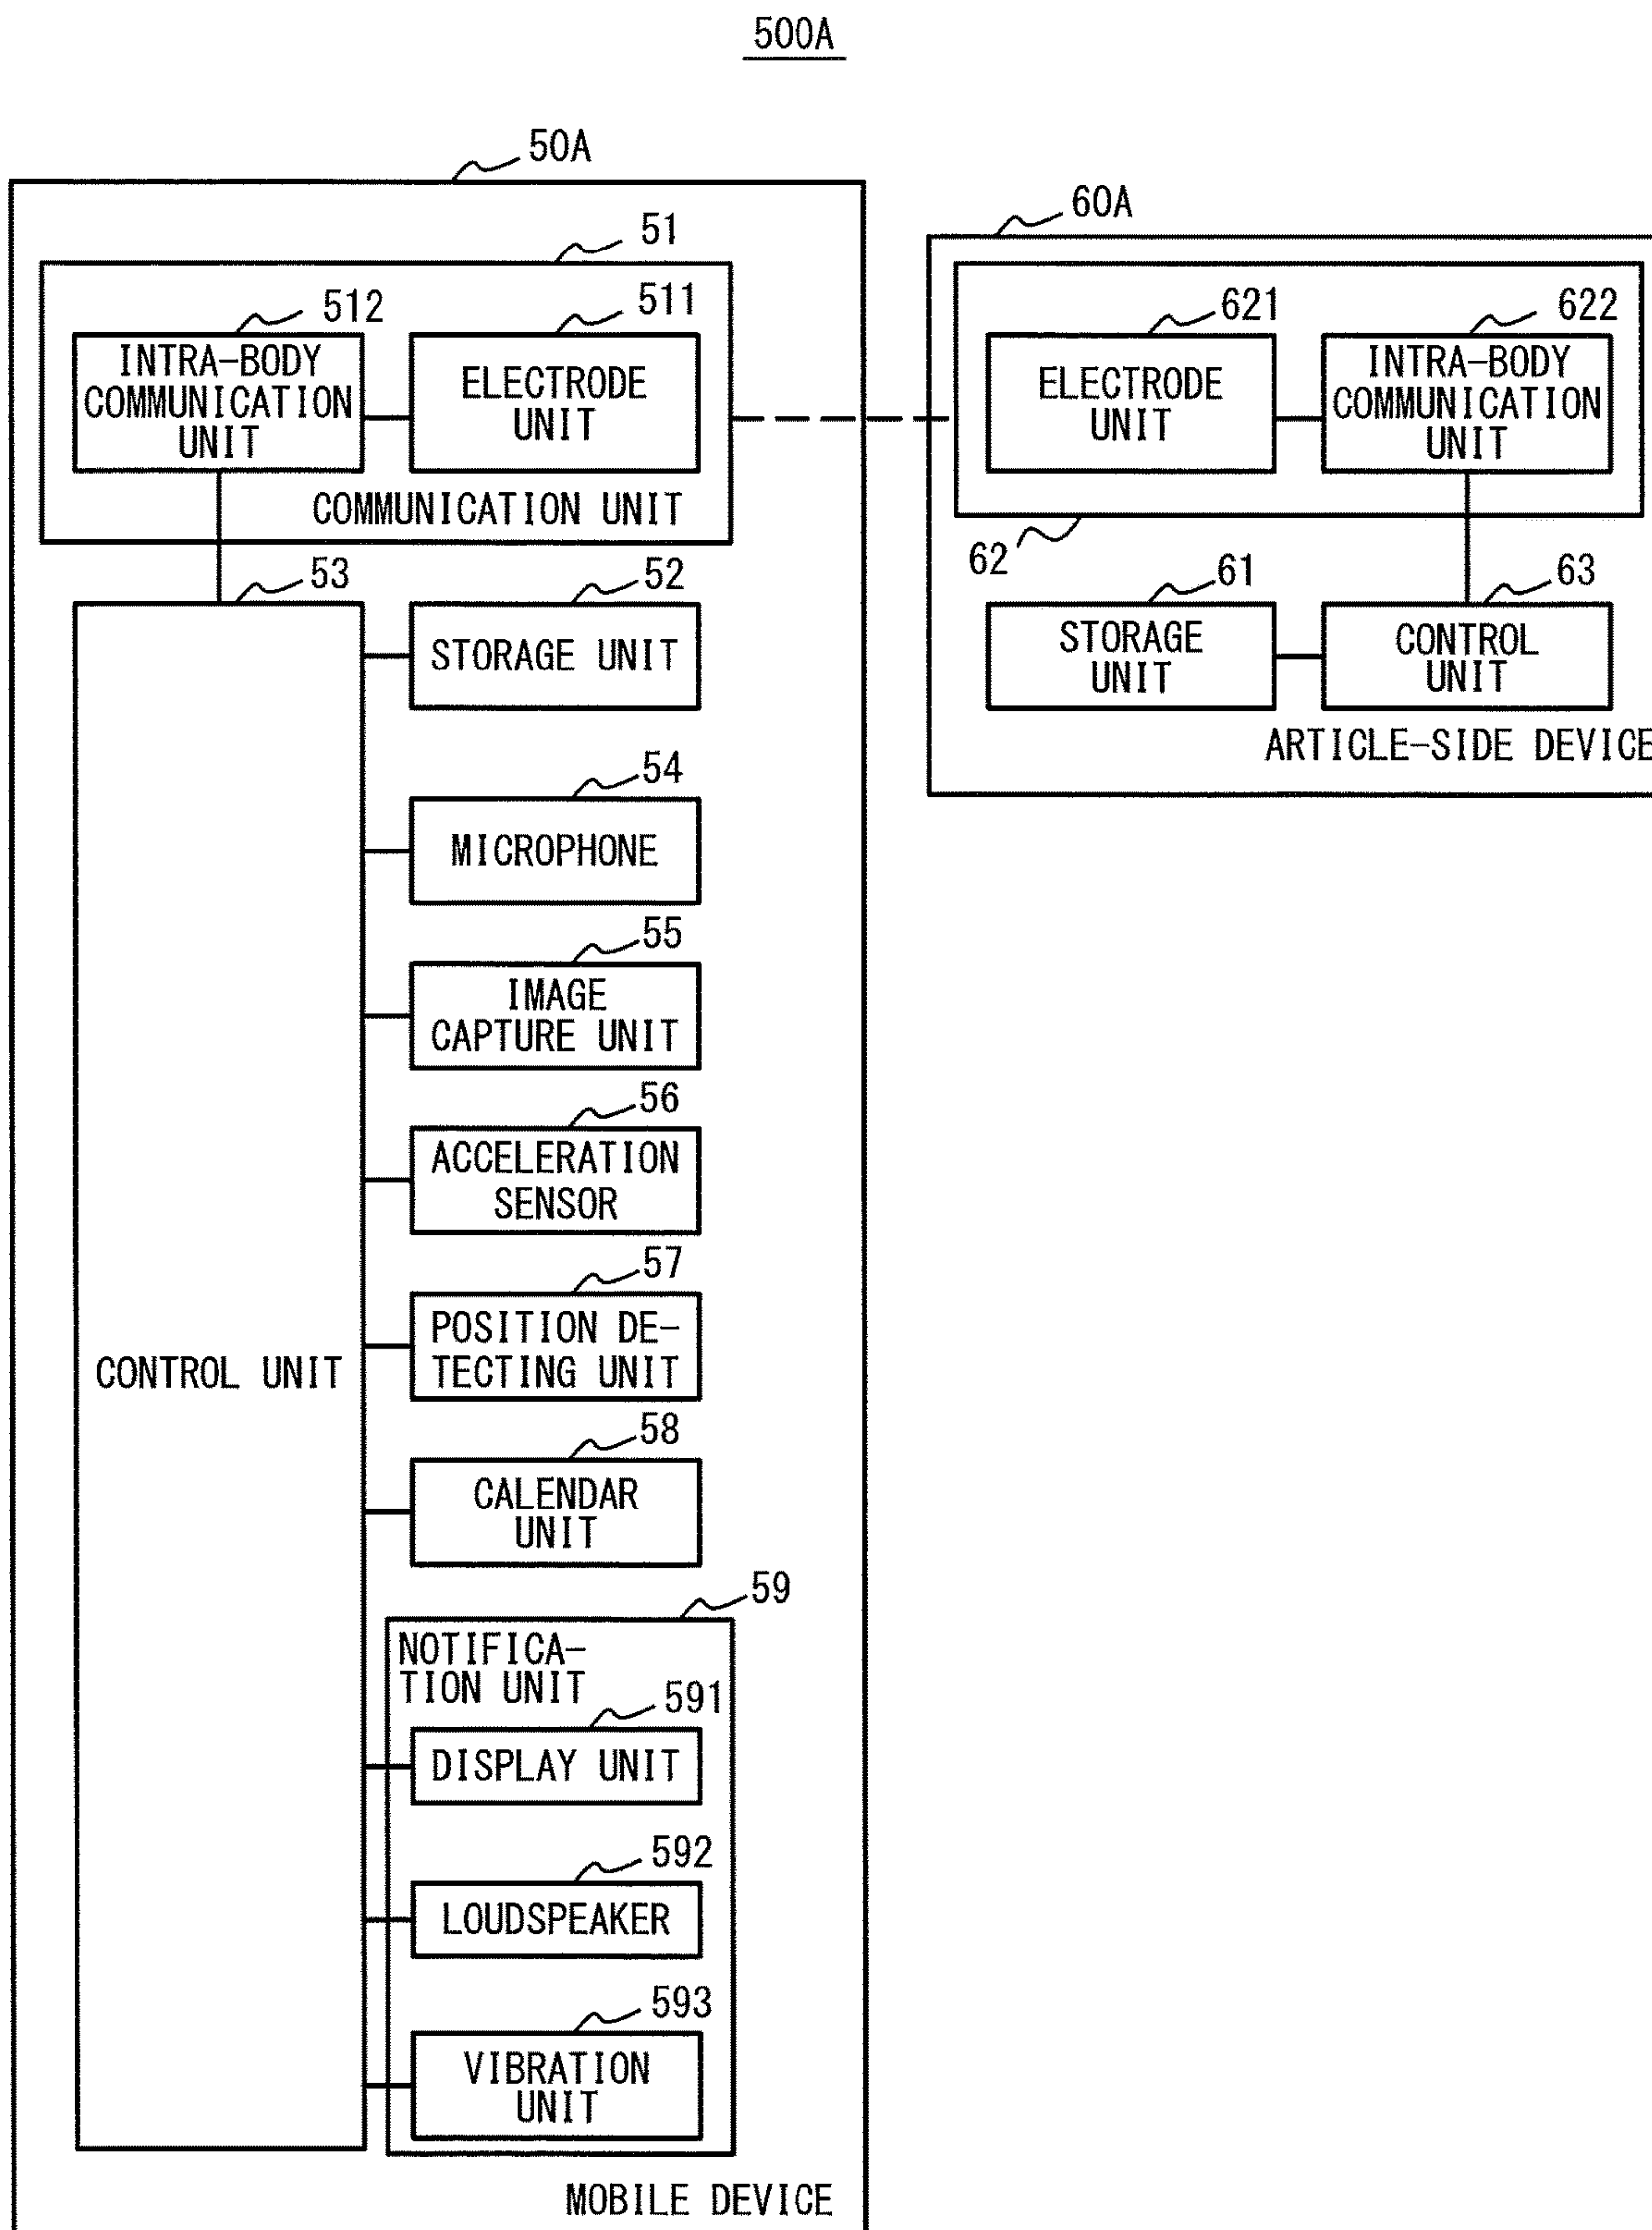 500A
50A
60A
51
512
511
621
622
INTRA-BODY
COMMUNICATION
UNIT
ELECTRODE
UNIT
ELECTRODE
UNIT
INTRA-BODY
COMMUNICATION
UNIT
COMMUNICATION UNIT
62
53
52
61
63
STORAGE UNIT
STORAGE
UNIT
CONTROL
UNIT
ARTICLE-SIDE DEVICE
54
MICROPHONE
55
IMAGE
CAPTURE UNIT
56
ACCELERATION
SENSOR
57
POSITION DE-
TECTING UNIT
CONTROL UNIT
58
CALENDAR
UNIT
59
NOTIFICA-
TION UNIT
591
DISPLAY UNIT
592
LOUDSPEAKER
593
VIBRATION
UNIT
MOBILE DEVICE